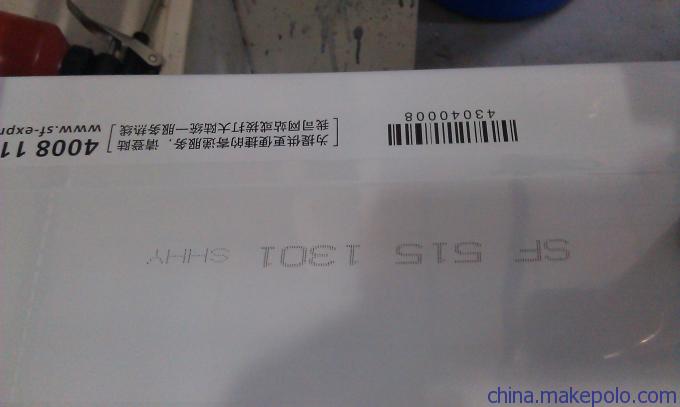 SF 515 1301 SHHY
43040008
为提供更便捷的寄递服务，请登陆
我司网站或拨打大陆统一服务热线
4008 11
www.sf-expr
china.makepolo.com